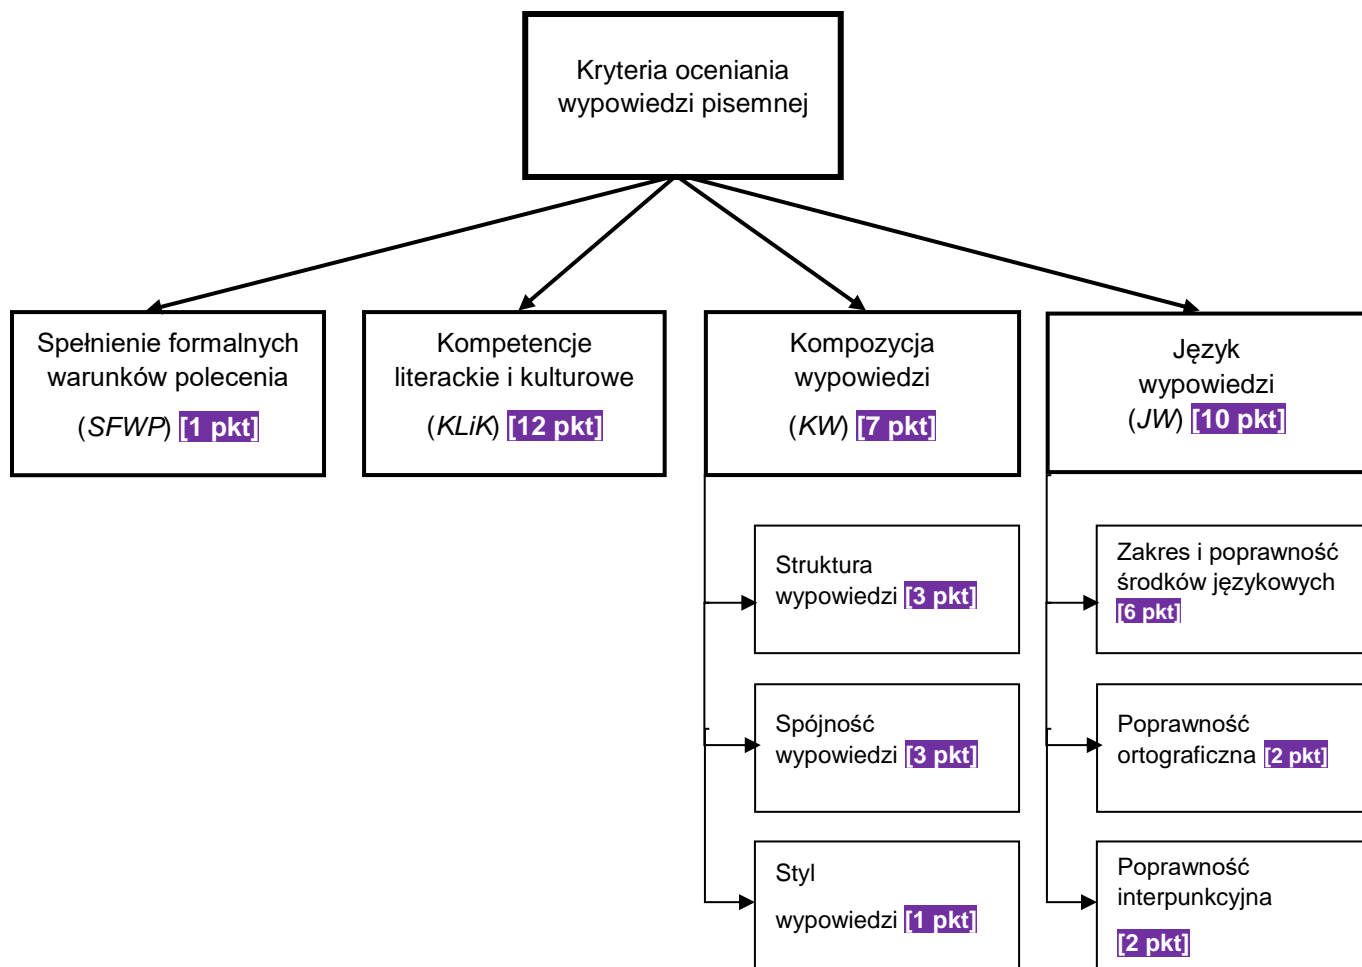 Kryteria oceniania
wypowiedzi pisemnej
Spełnienie formalnych
warunków polecenia
(SFWP) [1 pkt]
Kompetencje
literackie i kulturowe
(KLiK) [12 pkt]
Kompozycja
wypowiedzi
(KW) [7 pkt]
Język
wypowiedzi
(JW) [10 pkt]
Struktura
wypowiedzi [3 pkt]
Spójność
wypowiedzi [3 pkt]
Styl
wypowiedzi [1 pkt]
Zakres i poprawność
środków językowych
[6 pkt]
Poprawność
ortograficzna [2 pkt]
Poprawność
interpunkcyjna
[2 pkt]